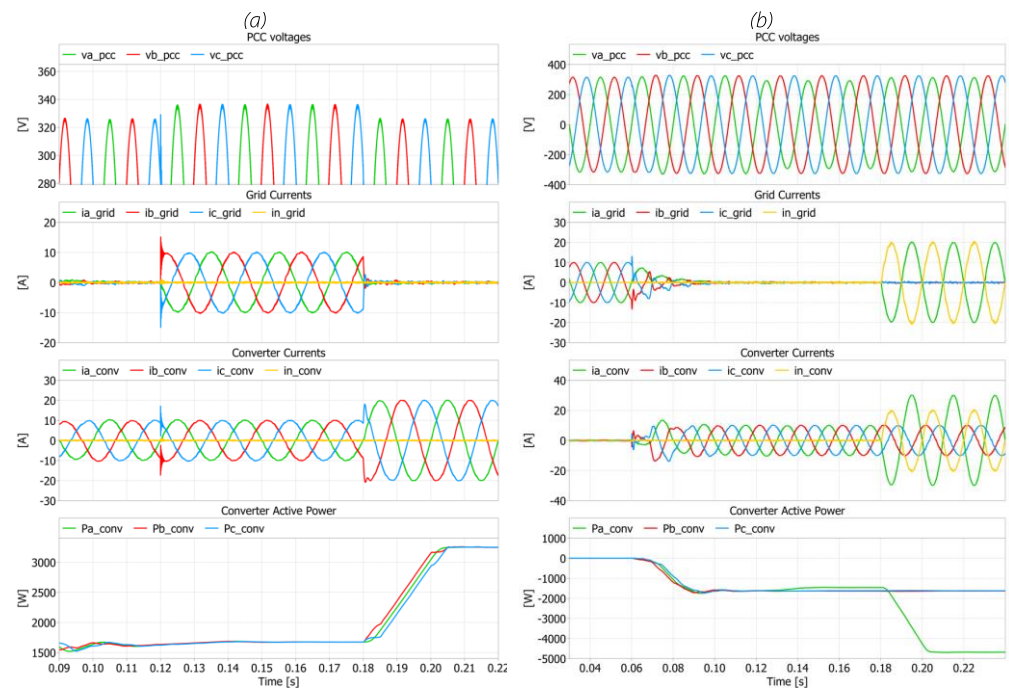 (a)
PCC voltages
va_pcc vb_pcc vc_pcc
360
340
320
300
280
[V]
Grid Currents
ia_grid ib_grid ic_grid in_grid
20
10
0
-10
-20
[A]
Converter Currents
ia_conv ib_conv ic_conv in_conv
30
20
10
0
-10
-20
-30
[A]
Converter Active Power
Pa_conv Pb_conv Pc_conv
3000
2500
2000
1500
[W]
0.09 0.10 0.11 0.12 0.13 0.14 0.15 0.16 0.17 0.18 0.19 0.20 0.21 0.22
Time [s]
(b)
PCC voltages
va_pcc vb_pcc vc_pcc
400
200
0
-200
-400
[V]
Grid Currents
ia_grid ib_grid ic_grid in_grid
30
20
10
0
-10
-20
-30
[A]
Converter Currents
ia_conv ib_conv ic_conv in_conv
40
20
0
-20
-40
[A]
Converter Active Power
Pa_conv Pb_conv Pc_conv
1000
0
-1000
-2000
-3000
-4000
-5000
[W]
0.04 0.06 0.08 0.10 0.12 0.14 0.16 0.18 0.20 0.22
Time [s]